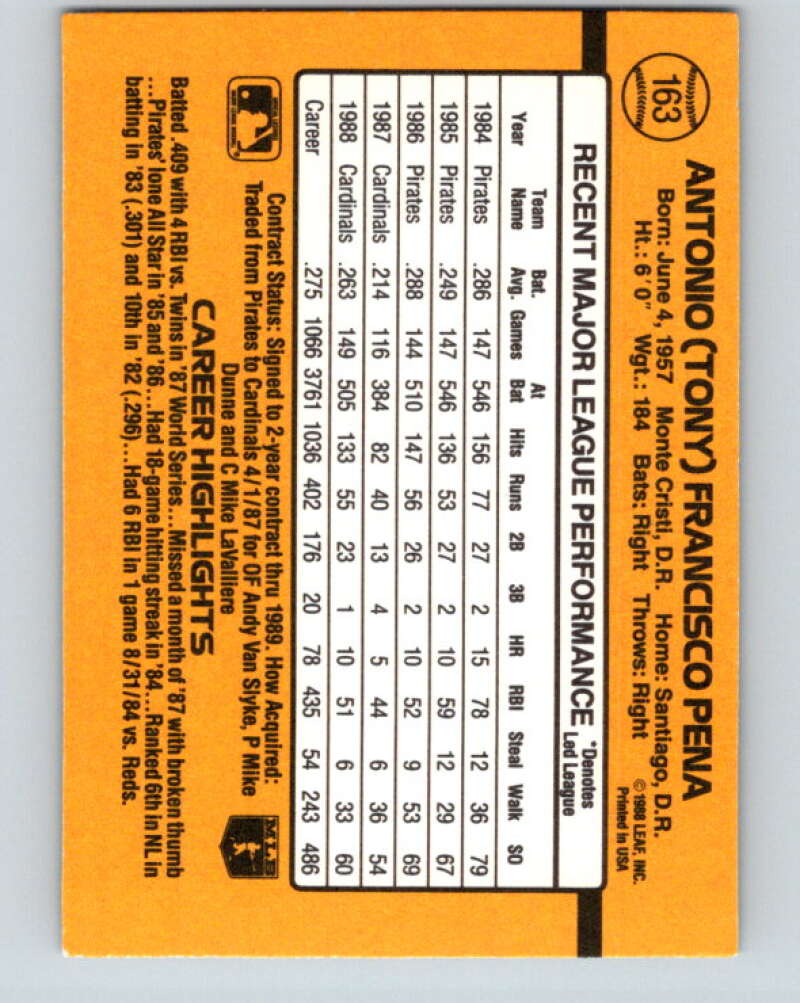 163
ANTONIO (TONY) FRANCISCO PENA
Born: June 4, 1957 Monte Cristi, D.R. Home: Santiago, D.R.
Ht.: 6'0" Wgt.: 184 Bats: Right Throws: Right
©1988 LEAF, INC.
Printed in USA
RECENT MAJOR LEAGUE PERFORMANCE *Denotes Led League
Year Team Name Bat. Avg. Games At Bat Hits Runs 2B 3B HR RBI Steal Walk SO
1984 Pirates .286 147 546 156 77 27 2 15 78 12 36 79
1985 Pirates .249 147 546 136 53 27 2 10 59 12 29 67
1986 Pirates .288 144 510 147 56 26 2 10 52 9 53 69
1987 Cardinals .214 116 384 82 40 13 4 5 44 6 36 54
1988 Cardinals .263 149 505 133 55 23 1 10 51 6 33 60
Career .275 1066 3761 1036 402 176 20 78 435 54 243 486
Contract Status: Signed to 2-year contract thru 1989. How Acquired:
Traded from Pirates to Cardinals 4/1/87 for OF Andy Van Slyke, P Mike
Dunne and C Mike LaValliere
MLB
CAREER HIGHLIGHTS
Batted .409 with 4 RBI vs. Twins in '87 World Series...Missed a month of '87 with broken thumb
...Pirates' lone All Star in '85 and '86...Had 18-game hitting streak in '84...Ranked 6th in NL in
batting in '83 (.301) and 10th in '82 (.296)...Had 6 RBI in 1 game 8/31/84 vs. Reds.